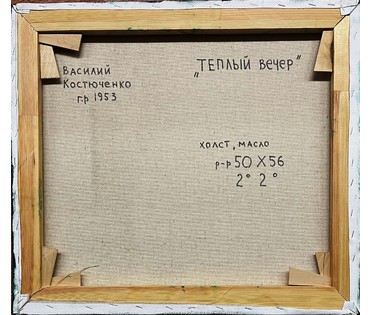 Василий
Костюченко
г.р 1953
"ТЕПЛЫЙ ВЕЧЕР"
холст, масло
р-р 50 X 56
2° 2°